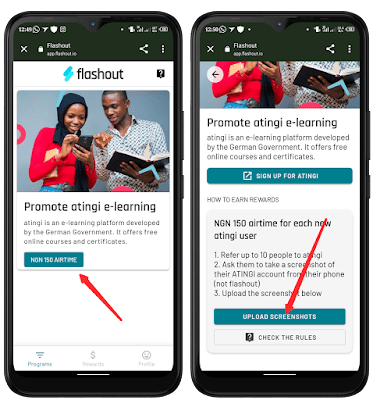 12:49
Flashout
app.flashout.io
flashout
Promote atingi e-learning
atingi is an e-learning platform developed
by the German Government. It offers free
online courses and certificates.
NGN 150 AIRTIME
Programs
Rewards
Profile
12:50
Flashout
app.flashout.io
Promote atingi e-learning
atingi is an e-learning platform developed
by the German Government. It offers free
online courses and certificates.
SIGN UP FOR ATINGI
HOW TO EARN REWARDS
NGN 150 airtime for each new
atingi user
1. Refer up to 10 people to atingi
2. Ask them to take a screenshot of
their ATINGI account from their phone
(not flashout)
3. Upload the screenshot below
UPLOAD SCREENSHOTS
CHECK THE RULES